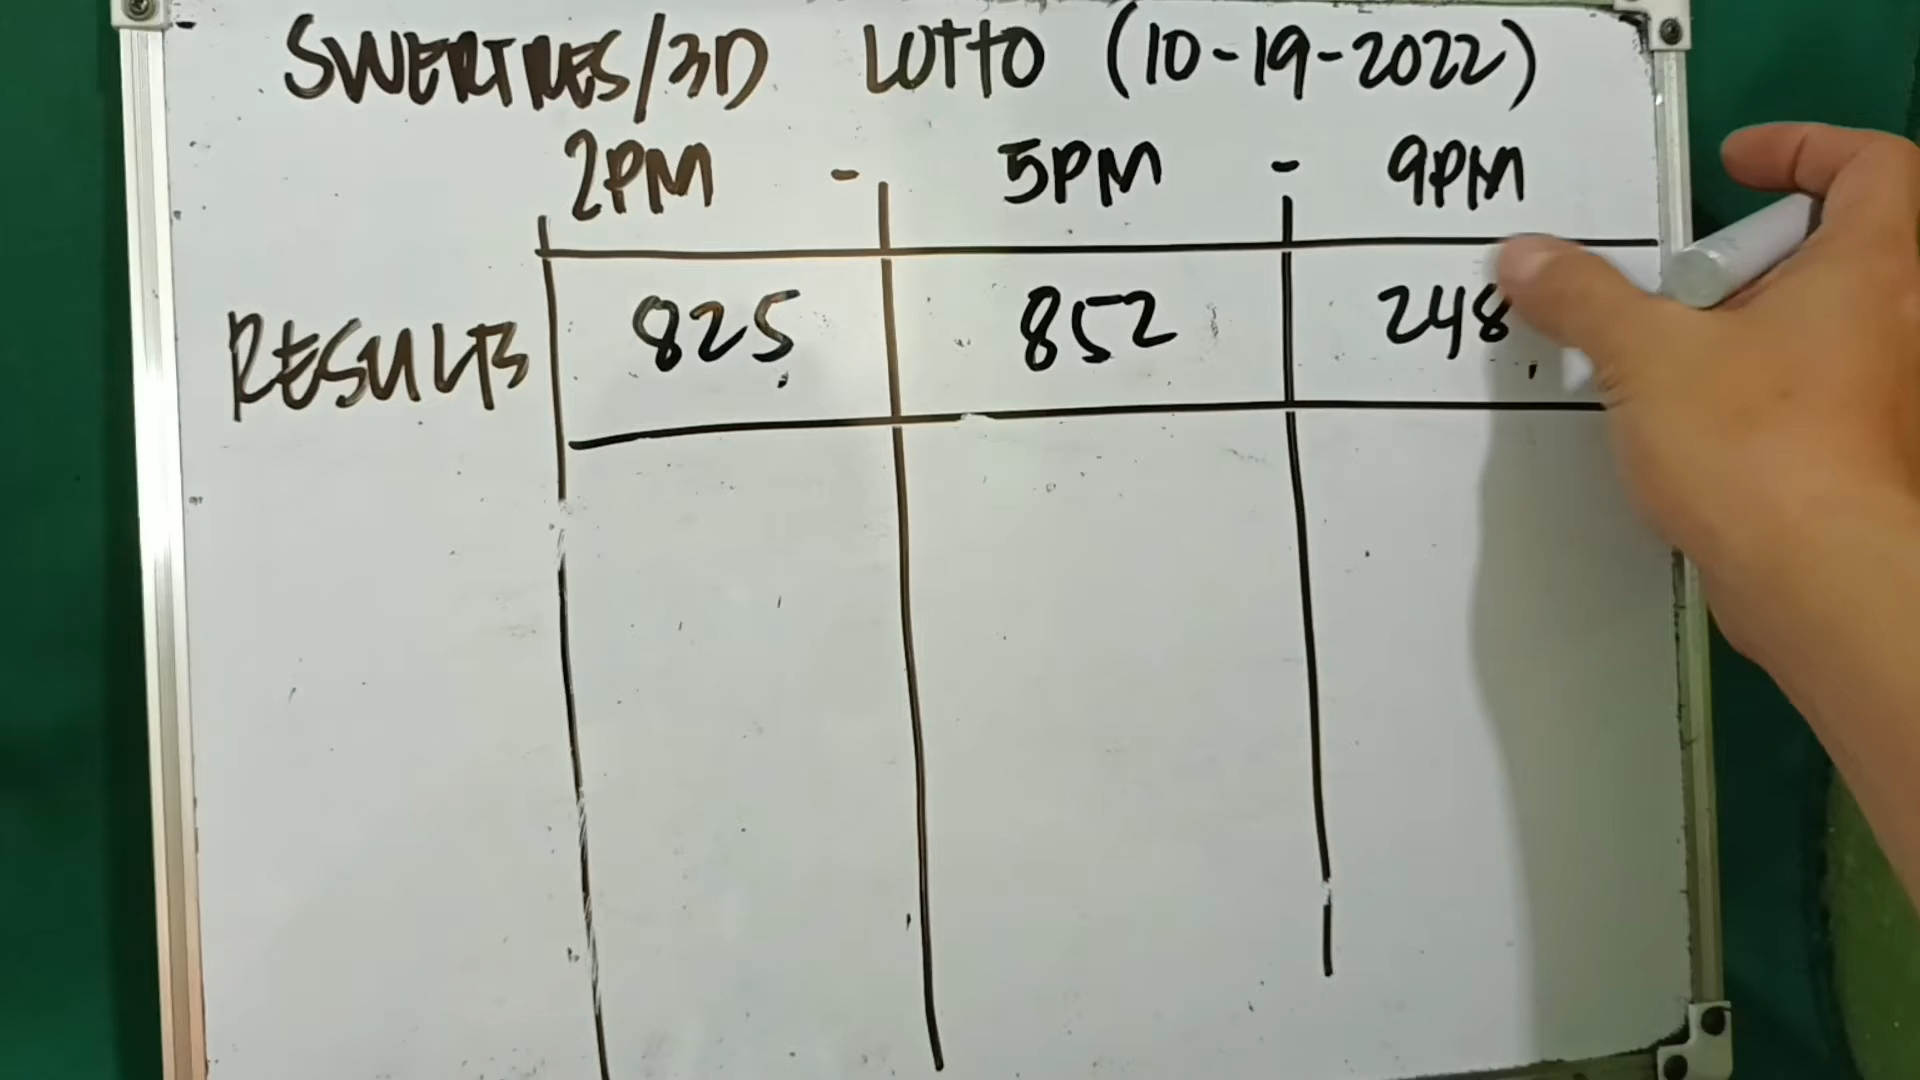 SWERTRES/3D LOTTO (10-19-2022)
2PM - 5PM - 9PM
RESULTS 825 852 248